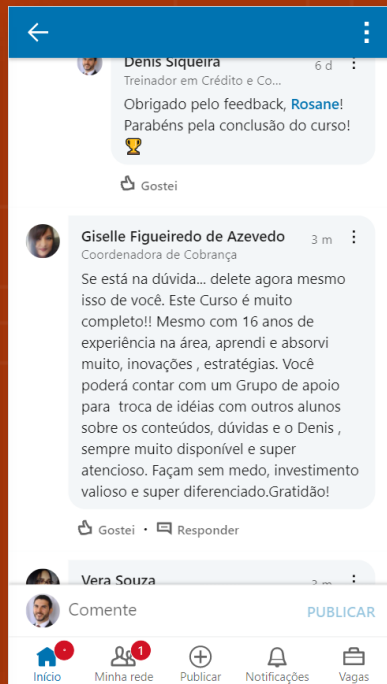 Denis Siqueira
6 d
Treinador em Crédito e Co...
Obrigado pelo feedback, Rosane!
Parabéns pela conclusão do curso!
Gostei
Giselle Figueiredo de Azevedo
3 m
Coordenadora de Cobrança
Se está na dúvida... delete agora mesmo
isso de você. Este Curso é muito
completo!! Mesmo com 16 anos de
experiência na área, aprendi e absorvi
muito, inovações , estratégias. Você
poderá contar com um Grupo de apoio
para  troca de idéias com outros alunos
sobre os conteúdos, dúvidas e o Denis ,
sempre muito disponível e super
atencioso. Façam sem medo, investimento
valioso e super diferenciado.Gratidão!
Gostei • Responder
Vera Souza
3 m
Comente
PUBLICAR
1
Início
Minha rede
Publicar
Notificações
Vagas